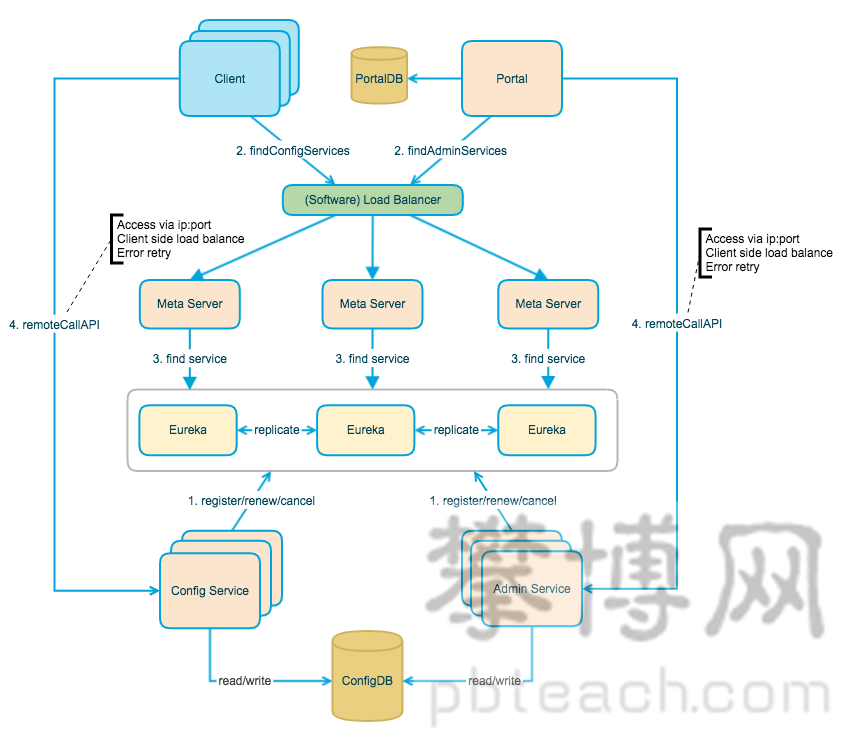 Client
PortalDB
Portal
2. findConfigServices
2. findAdminServices
(Software) Load Balancer
Access via ip:port
Client side load balance
Error retry
Access via ip:port
Client side load balance
Error retry
Meta Server
Meta Server
Meta Server
4. remoteCallAPI
4. remoteCallAPI
3. find service
3. find service
3. find service
Eureka
replicate
Eureka
replicate
Eureka
1. register/renew/cancel
1. register/renew/cancel
Config Service
Admin Service
攀博网
read/write
ConfigDB
read/write
pbteach.com